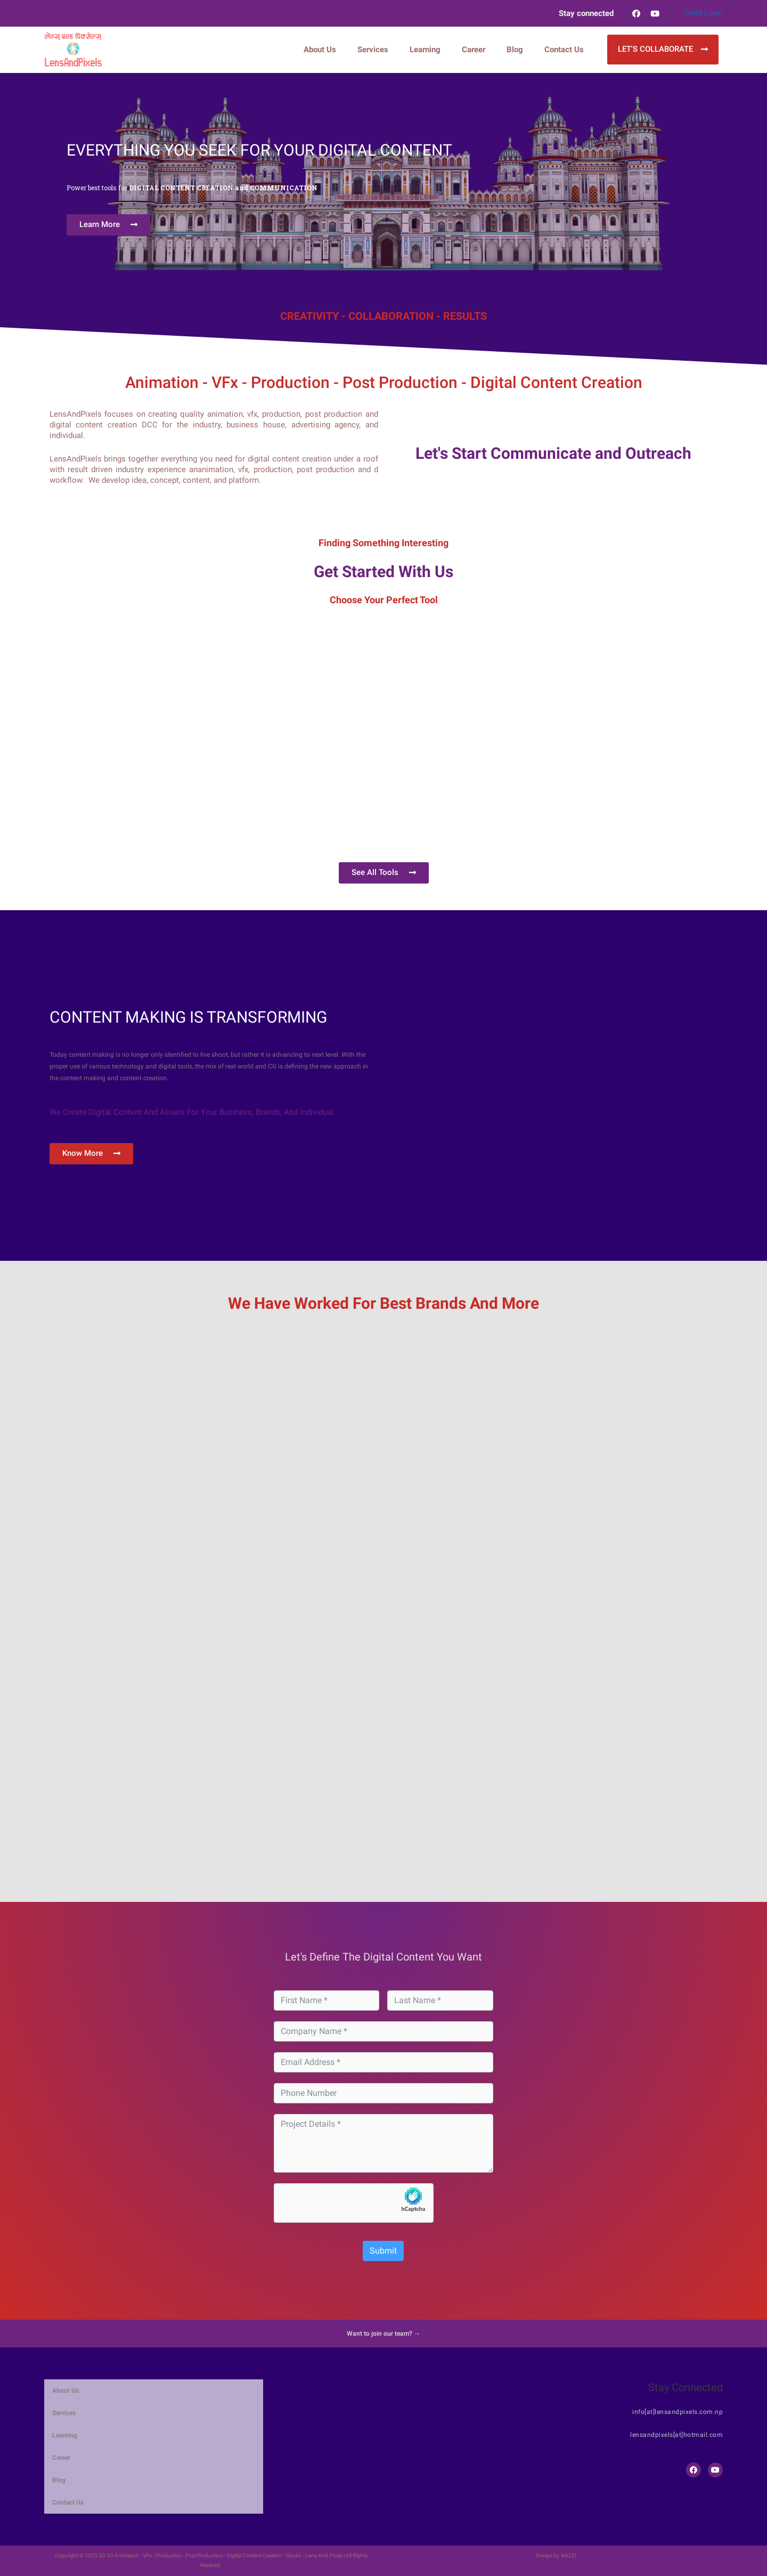 Stay connected
Client Login
लेन्स् अन्ड पिक्सेल्स्
LensAndPixels
About Us
Services
Learning
Career
Blog
Contact Us
LET'S COLLABORATE
EVERYTHING YOU SEEK FOR YOUR DIGITAL CONTENT
Power best tools for DIGITAL CONTENT CREATION and COMMUNICATION
Learn More
CREATIVITY - COLLABORATION - RESULTS
Animation - VFx - Production - Post Production - Digital Content Creation
LensAndPixels focuses on creating quality animation, vfx, production, post production and
digital content creation DCC for the industry, business house, advertising agency, and
individual.
LensAndPixels brings together everything you need for digital content creation under a roof
with result driven industry experience ananimation, vfx, production, post production and d
workflow. We develop idea, concept, content, and platform.
Let's Start Communicate and Outreach
Finding Something Interesting
Get Started With Us
Choose Your Perfect Tool
See All Tools
CONTENT MAKING IS TRANSFORMING
Today content making is no longer only identified to live shoot, but rather it is advancing to next level. With the
proper use of various technology and digital tools, the mix of real world and CG is defining the new approach in
the content making and content creation.
We Create Digital Content And Assets For Your Business, Brands, And Individual.
Know More
We Have Worked For Best Brands And More
Let's Define The Digital Content You Want
First Name *
Last Name *
Company Name *
Email Address *
Phone Number
Project Details *
hCaptcha
Submit
Want to join our team? →
About Us
Services
Learning
Career
Blog
Contact Us
Stay Connected
info[at]lensandpixels.com.np
lensandpixels[at]hotmail.com
Copyright © 2023 2D 3D Animation - VFx - Production - Post Production - Digital Content Creation - Studio - Lens And Pixels | All Rights
Reserved.
Design by